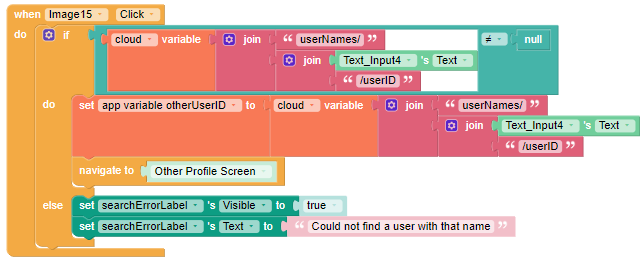 when Image15 Click
do if cloud variable join “ userNames/ ” ≠ null
join Text_Input4 's Text
“ /userID ”
do set app variable otherUserID to cloud variable join “ userNames/ ”
join Text_Input4 's Text
“ /userID ”
navigate to Other Profile Screen
else set searchErrorLabel 's Visible to true
set searchErrorLabel 's Text to “ Could not find a user with that name ”